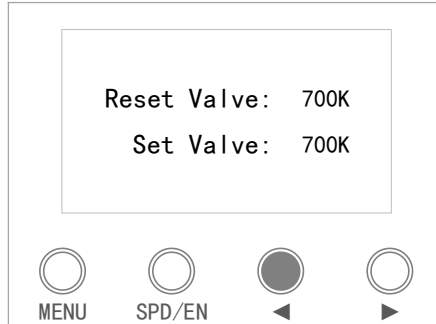 Reset Valve: 700K
Set Valve: 700K
MENU SPD/EN ◀ ▶